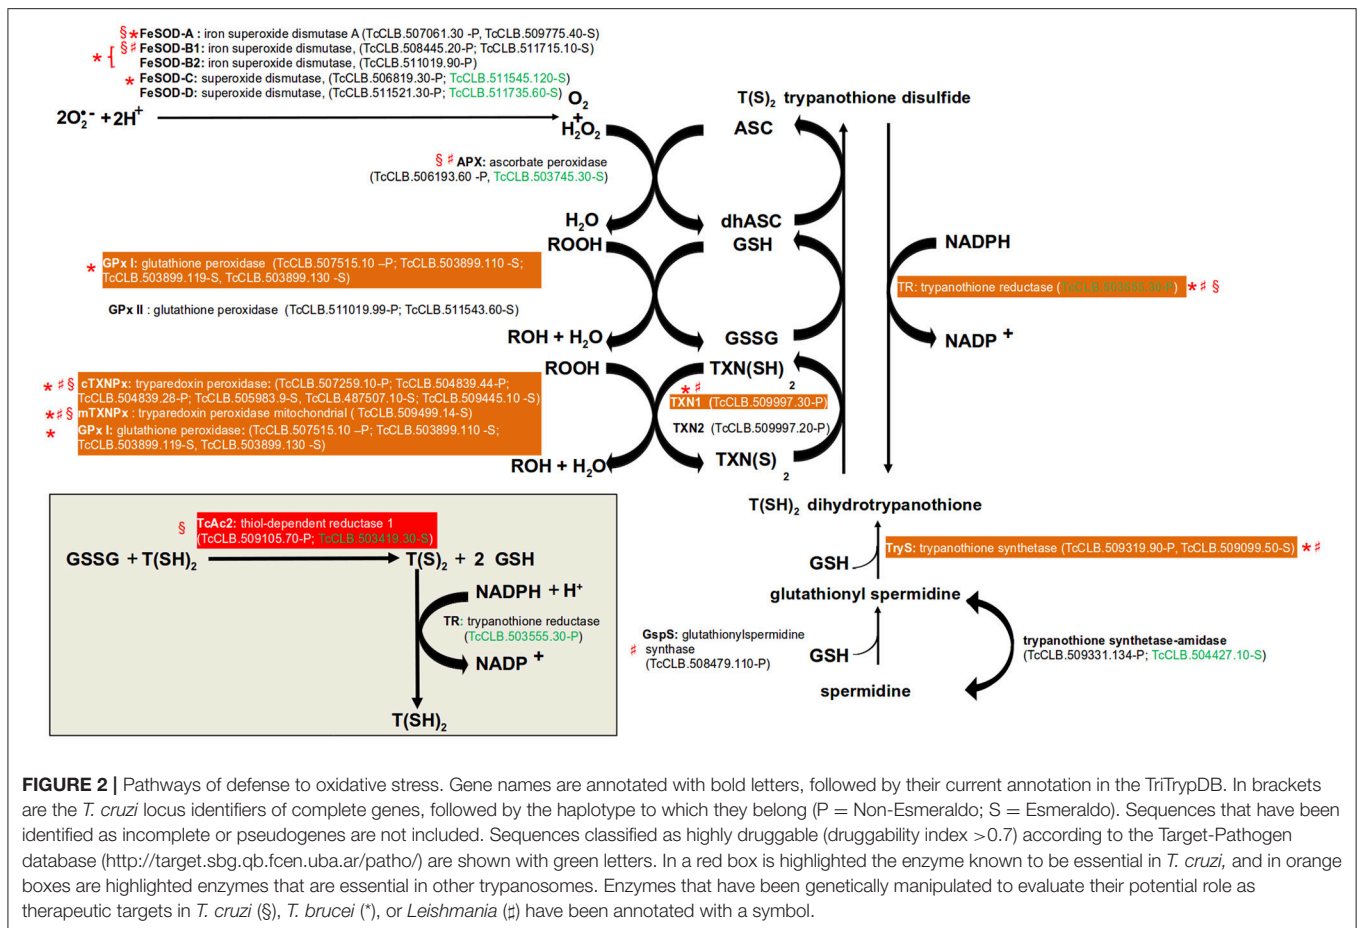 § * FeSOD-A : iron superoxide dismutase A (TcCLB.507061.30 -P, TcCLB.509775.40-S)
§ ♯ FeSOD-B1: iron superoxide dismutase, (TcCLB.508445.20-P; TcCLB.511715.10-S)
* { FeSOD-B2: iron superoxide dismutase, (TcCLB.511019.90-P)
* FeSOD-C: superoxide dismutase, (TcCLB.506819.30-P; TcCLB.511545.120-S)
FeSOD-D: superoxide dismutase, (TcCLB.511521.30-P; TcCLB.511735.60-S)
2O₂•- + 2H+
O₂
+
H₂O₂
T(S)₂ trypanothione disulfide
ASC
§ ♯ APX: ascorbate peroxidase
(TcCLB.506193.60 -P, TcCLB.503745.30-S)
H₂O
dhASC
ROOH
GSH
NADPH
* GPx I: glutathione peroxidase (TcCLB.507515.10 –P; TcCLB.503899.110 -S;
TcCLB.503899.119-S, TcCLB.503899.130 -S)
TR: trypanothione reductase (TcCLB.503555.30-P) * ♯ §
GPx II : glutathione peroxidase (TcCLB.511019.99-P; TcCLB.511543.60-S)
ROH + H₂O
GSSG
NADP +
ROOH
TXN(SH)₂
* ♯ § cTXNPx: tryparedoxin peroxidase: (TcCLB.507259.10-P; TcCLB.504839.44-P;
TcCLB.504839.28-P; TcCLB.505983.9-S, TcCLB.487507.10-S; TcCLB.509445.10 -S)
* ♯ § mTXNPx : tryparedoxin peroxidase mitochondrial ( TcCLB.509499.14-S)
* GPx I: glutathione peroxidase: (TcCLB.507515.10 –P; TcCLB.503899.110 -S;
TcCLB.503899.119-S, TcCLB.503899.130 -S)
* ♯
TXN1 (TcCLB.509997.30-P)
TXN2 (TcCLB.509997.20-P)
ROH + H₂O
TXN(S)₂
T(SH)₂ dihydrotrypanothione
§ TcAc2: thiol-dependent reductase 1
(TcCLB.509105.70-P; TcCLB.503419.30-S)
GSSG + T(SH)₂
T(S)₂ + 2 GSH
NADPH + H+
TR: trypanothione reductase
(TcCLB.503555.30-P)
NADP +
T(SH)₂
TryS: trypanothione synthetase (TcCLB.509319.90-P, TcCLB.509099.50-S) * ♯
GSH
glutathionyl spermidine
♯ GspS: glutathionylspermidine
synthase
(TcCLB.508479.110-P)
GSH
trypanothione synthetase-amidase
(TcCLB.509331.134-P; TcCLB.504427.10-S)
spermidine
FIGURE 2 | Pathways of defense to oxidative stress. Gene names are annotated with bold letters, followed by their current annotation in the TriTrypDB. In brackets
are the T. cruzi locus identifiers of complete genes, followed by the haplotype to which they belong (P = Non-Esmeraldo; S = Esmeraldo). Sequences that have been
identified as incomplete or pseudogenes are not included. Sequences classified as highly druggable (druggability index >0.7) according to the Target-Pathogen
database (http://target.sbg.qb.fcen.uba.ar/patho/) are shown with green letters. In a red box is highlighted the enzyme known to be essential in T. cruzi, and in orange
boxes are highlighted enzymes that are essential in other trypanosomes. Enzymes that have been genetically manipulated to evaluate their potential role as
therapeutic targets in T. cruzi (§), T. brucei (*), or Leishmania (♯) have been annotated with a symbol.